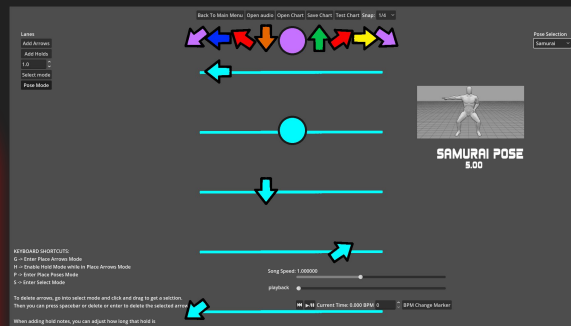 Back To Main Menu Open audio Open Chart Save Chart Test Chart Snap: 1/4
Lanes
Add Arrows
Add Holds
1.0
Select mode
Pose Mode
Pose Selection
Samurai
SAMURAI POSE
5.00
KEYBOARD SHORTCUTS:
G -> Enter Place Arrows Mode
H -> Enable Hold Mode while in Place Arrows Mode
P -> Enter Place Poses Mode
S -> Enter Select Mode
To delete arrows, go into select mode and click and drag to get a selction.
Then you can press spacebar or delete or enter to delete the selected arrow
When adding hold notes, you can adjust how long that hold is
Song Speed: 1.000000
playback
Current Time: 0.000 BPM 0 BPM Change Marker